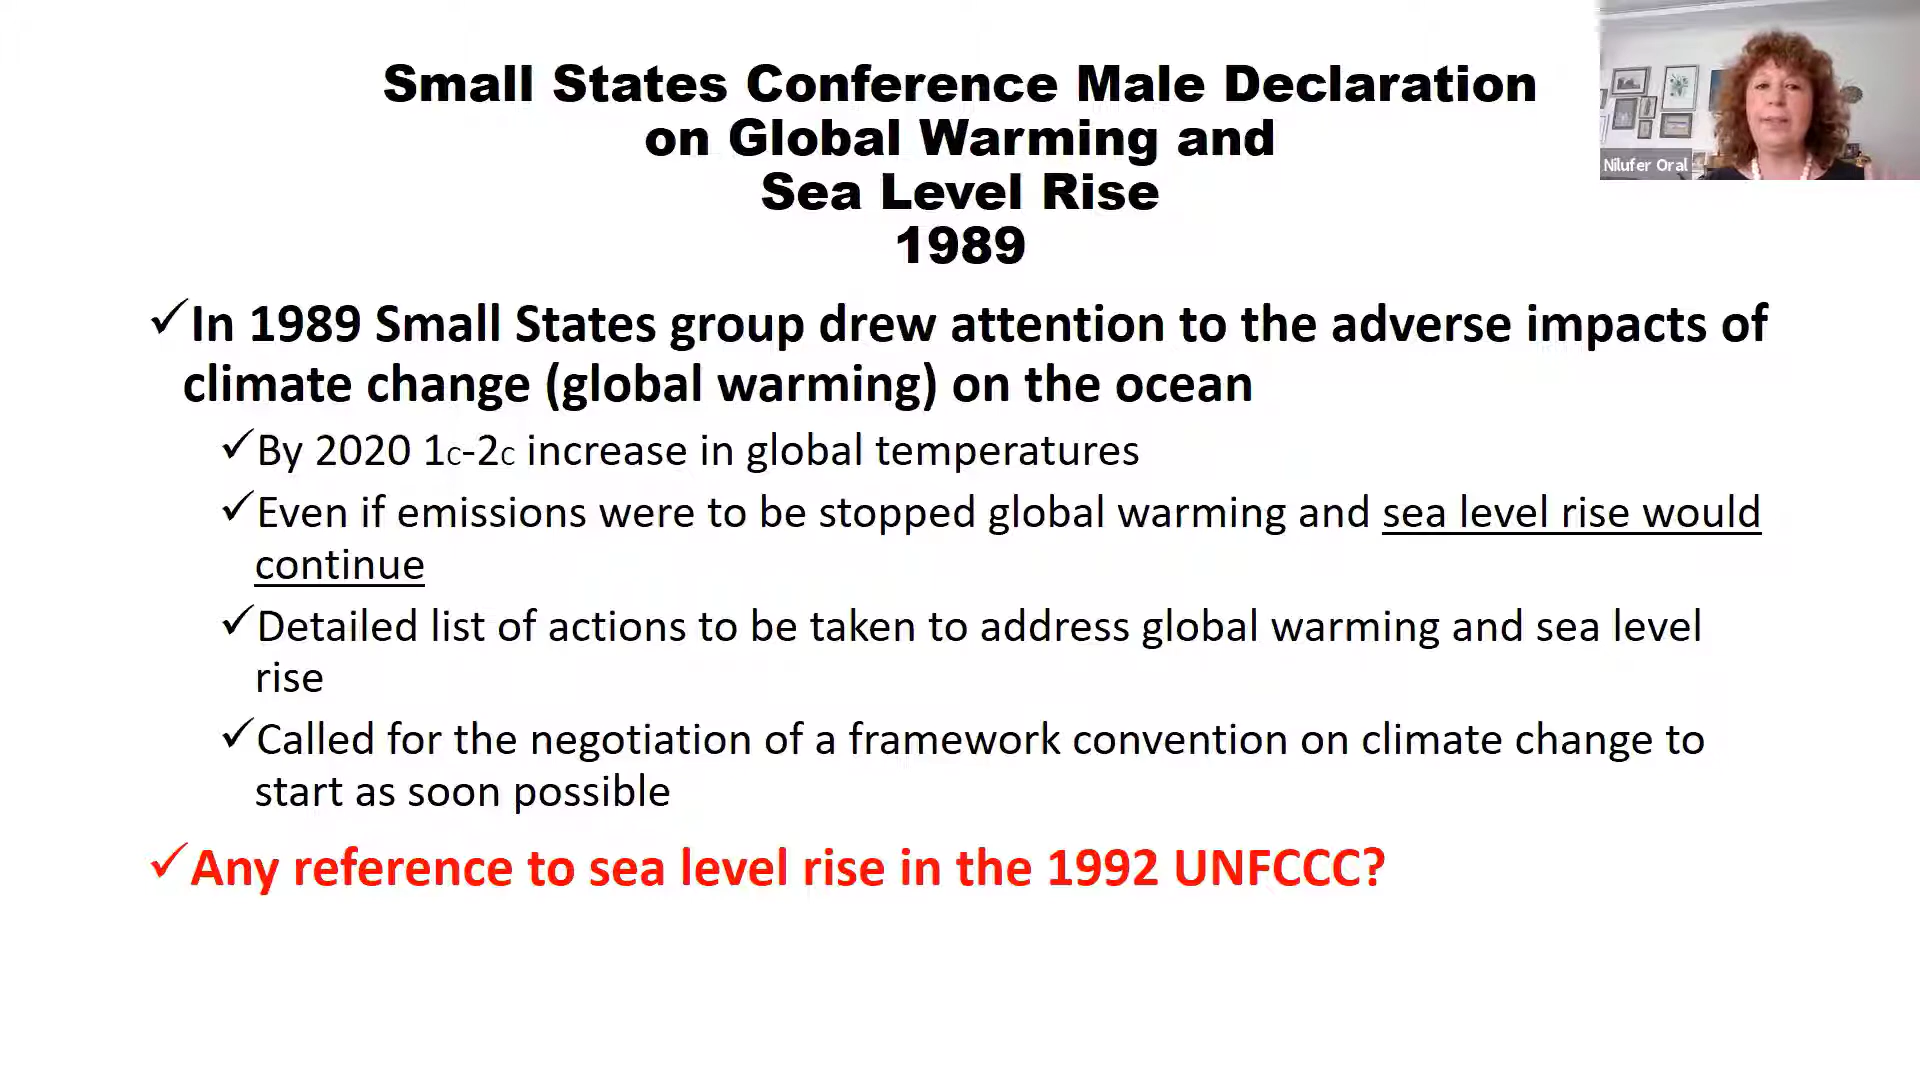 Small States Conference Male Declaration
on Global Warming and
Sea Level Rise
1989
Nilufer Oral
✓In 1989 Small States group drew attention to the adverse impacts of
climate change (global warming) on the ocean
✓By 2020 1c-2c increase in global temperatures
✓Even if emissions were to be stopped global warming and sea level rise would
continue
✓Detailed list of actions to be taken to address global warming and sea level
rise
✓Called for the negotiation of a framework convention on climate change to
start as soon possible
✓Any reference to sea level rise in the 1992 UNFCCC?